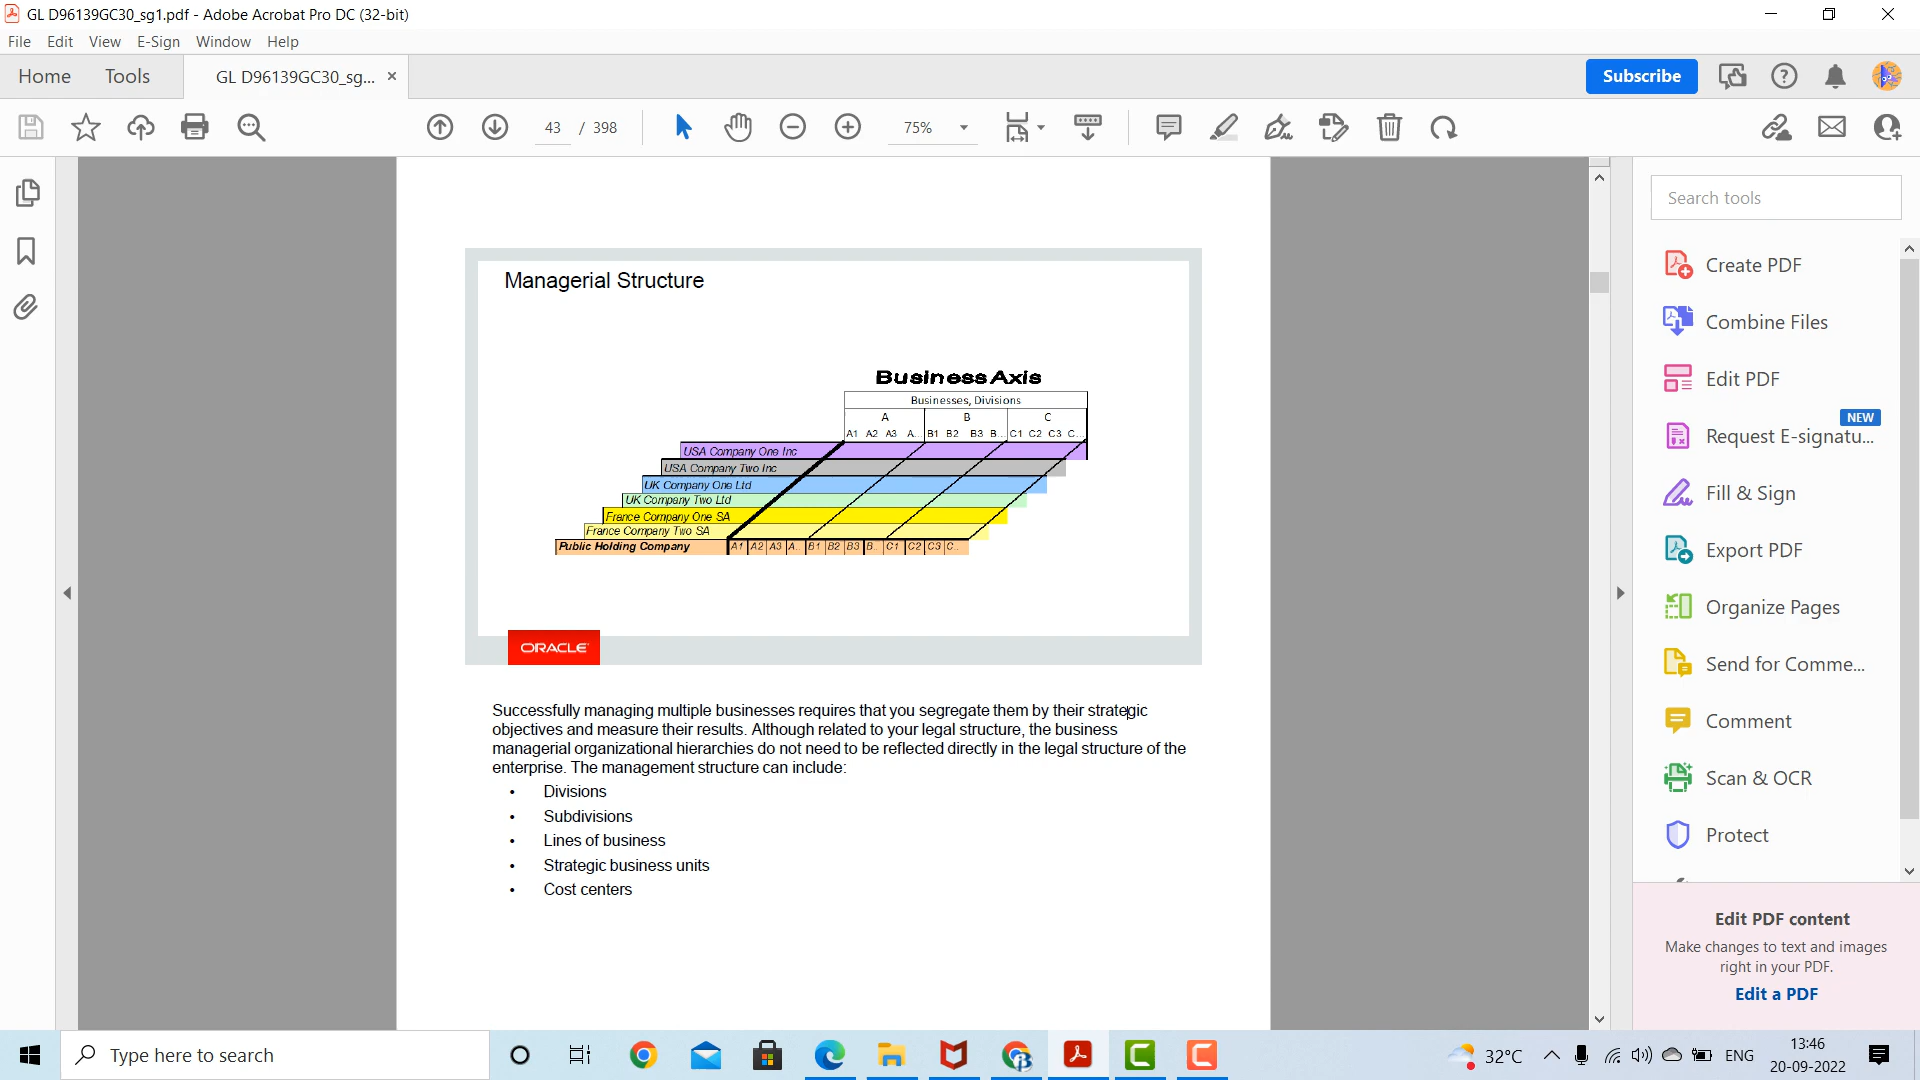 GL D96139GC30_sg1.pdf - Adobe Acrobat Pro DC (32-bit)
File Edit View E-Sign Window Help
Home Tools GL D96139GC30_sg... × Subscribe
43 / 398 75%
Search tools
Create PDF
Combine Files
Edit PDF
NEW
Request E-signatu...
Fill & Sign
Export PDF
Organize Pages
Send for Comme...
Comment
Scan & OCR
Protect
Edit PDF content
Make changes to text and images
right in your PDF.
Edit a PDF
Managerial Structure
Business Axis
Businesses, Divisions
A B C
A1 A2 A3 A... B1 B2 B3 B... C1 C2 C3 C...
USA Company One Inc
USA Company Two Inc
UK Company One Ltd
UK Company Two Ltd
France Company One SA
France Company Two SA
Public Holding Company A1 A2 A3 A... B1 B2 B3 B... C1 C2 C3 C...
ORACLE
Successfully managing multiple businesses requires that you segregate them by their strategic
objectives and measure their results. Although related to your legal structure, the business
managerial organizational hierarchies do not need to be reflected directly in the legal structure of the
enterprise. The management structure can include:
• Divisions
• Subdivisions
• Lines of business
• Strategic business units
• Cost centers
Type here to search
32°C ENG 13:46
20-09-2022